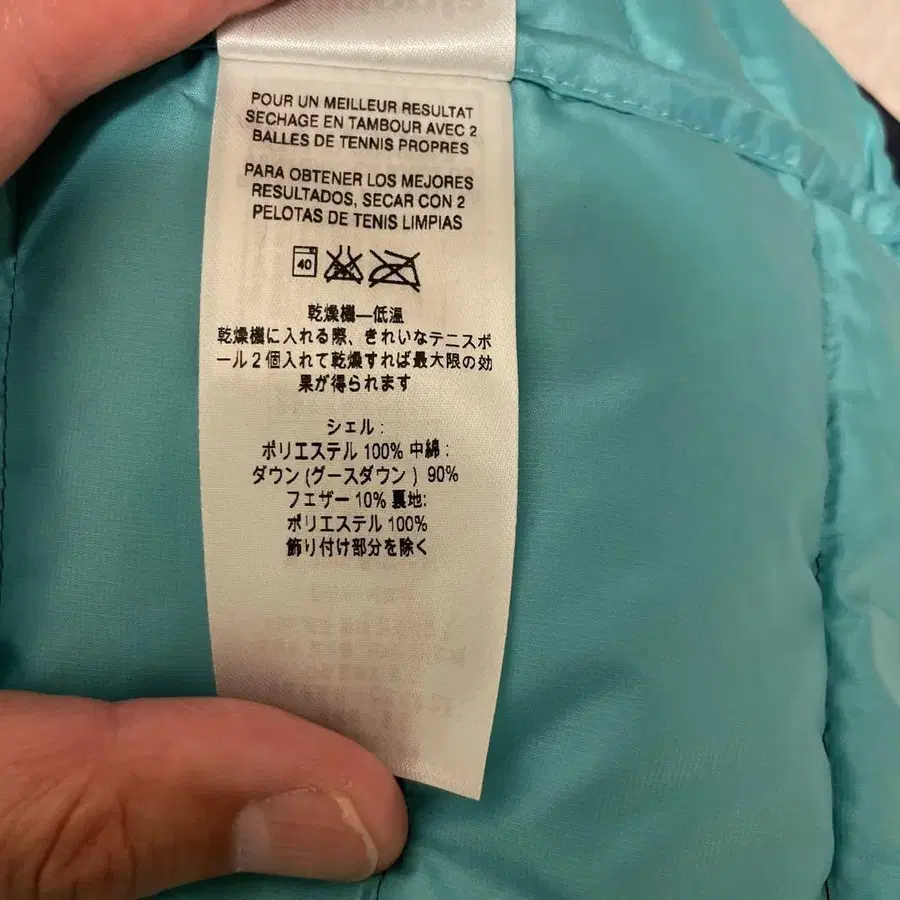 POUR UN MEILLEUR RESULTAT
SECHAGE EN TAMBOUR AVEC 2
BALLES DE TENNIS PROPRES
PARA OBTENER LOS MEJORES
RESULTADOS, SECAR CON 2
PELOTAS DE TENIS LIMPIAS
40
乾燥機—低温
乾燥機に入れる際、きれいなテニスボ
ール2個入れて乾燥すれば最大限の効
果が得られます
シェル:
ポリエステル 100% 中綿:
ダウン(グースダウン) 90%
フエザー 10% 裏地:
ポリエステル 100%
飾り付け部分を除く